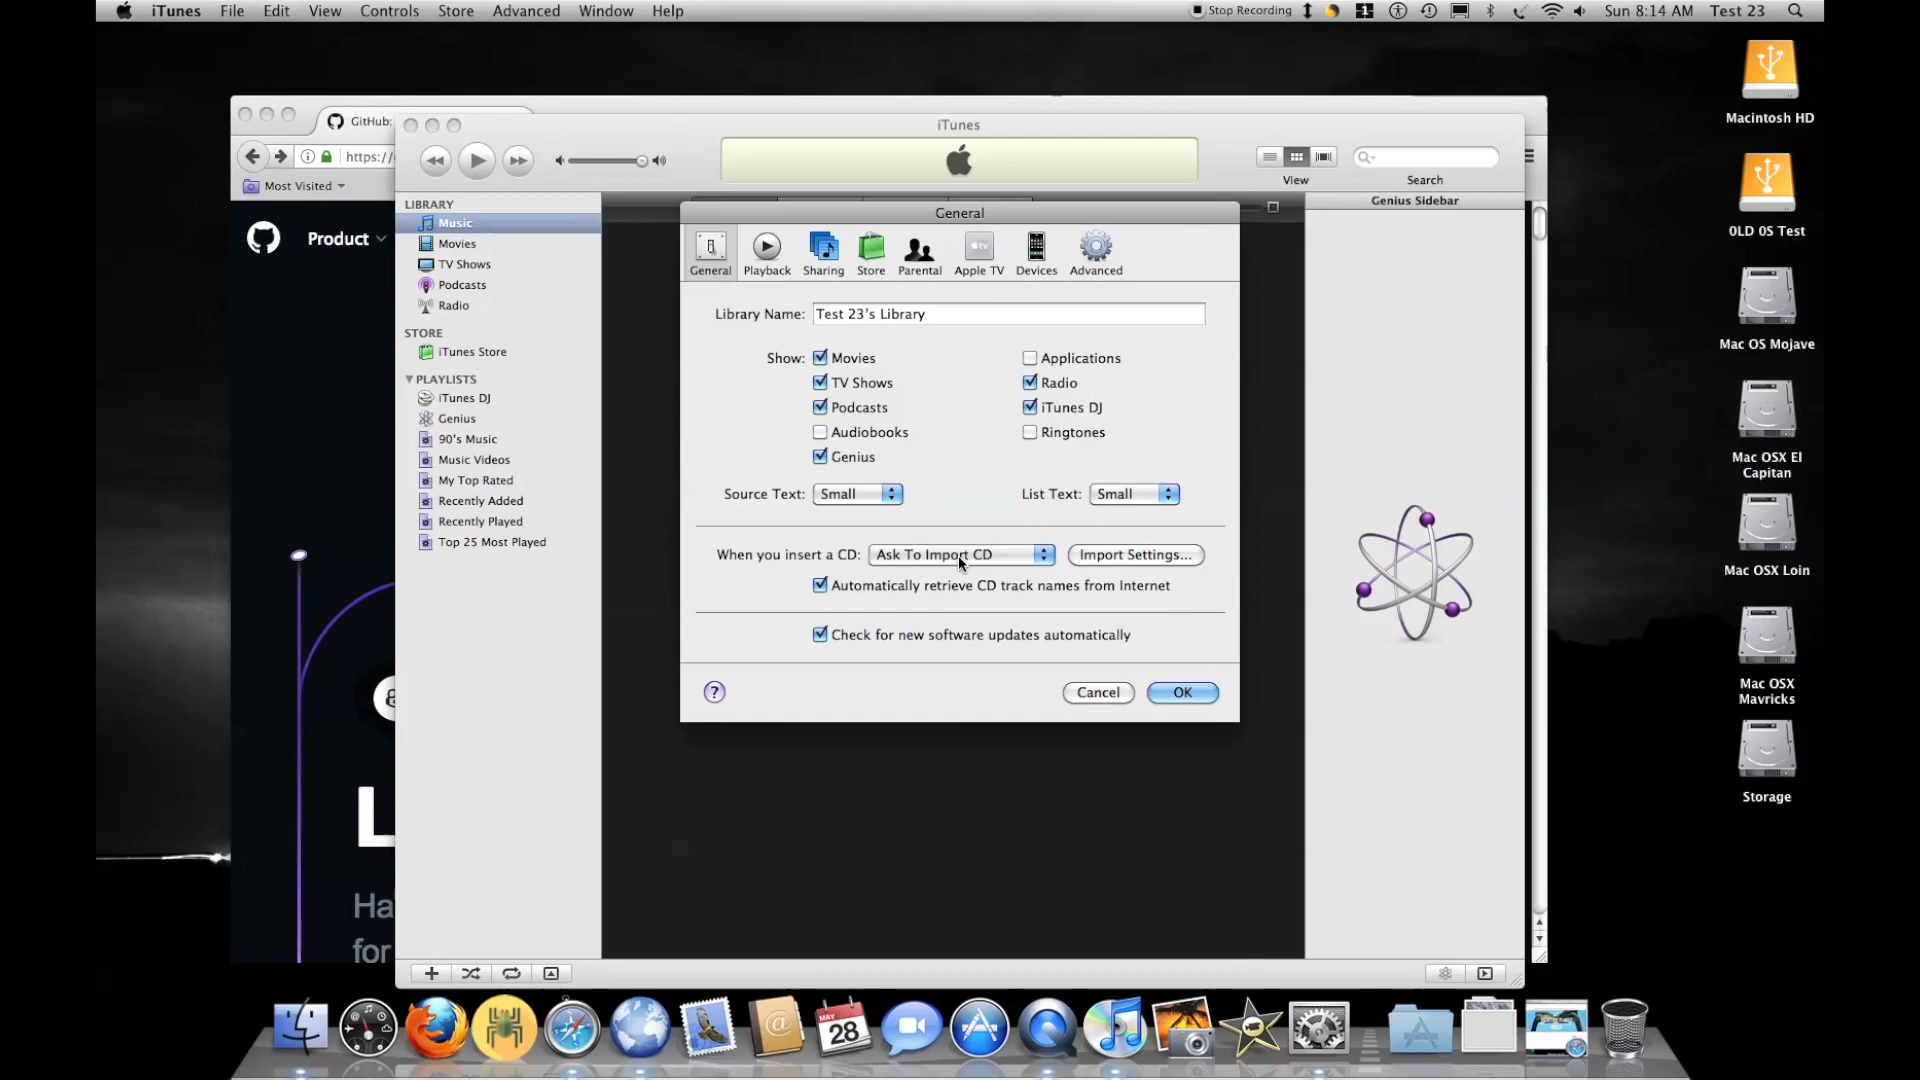 iTunes File Edit View Controls Store Advanced Window Help
Stop Recording 1 Sun 8:14 AM Test 23
Macintosh HD
OLD OS Test
Mac OS Mojave
Mac OSX El
Capitan
Mac OSX Loin
Mac OSX
Mavricks
Storage
GitHub:
https://
Most Visited
Product
L
Ha
for
iTunes
View
Search
LIBRARY
Music
Movies
TV Shows
Podcasts
Radio
STORE
iTunes Store
PLAYLISTS
iTunes DJ
Genius
90's Music
Music Videos
My Top Rated
Recently Added
Recently Played
Top 25 Most Played
Genius Sidebar
General
General Playback Sharing Store Parental Apple TV Devices Advanced
Library Name: Test 23's Library
Show: Movies Applications
TV Shows Radio
Podcasts iTunes DJ
Audiobooks Ringtones
Genius
Source Text: Small List Text: Small
When you insert a CD: Ask To Import CD Import Settings...
Automatically retrieve CD track names from Internet
Check for new software updates automatically
? Cancel OK
MAY
28